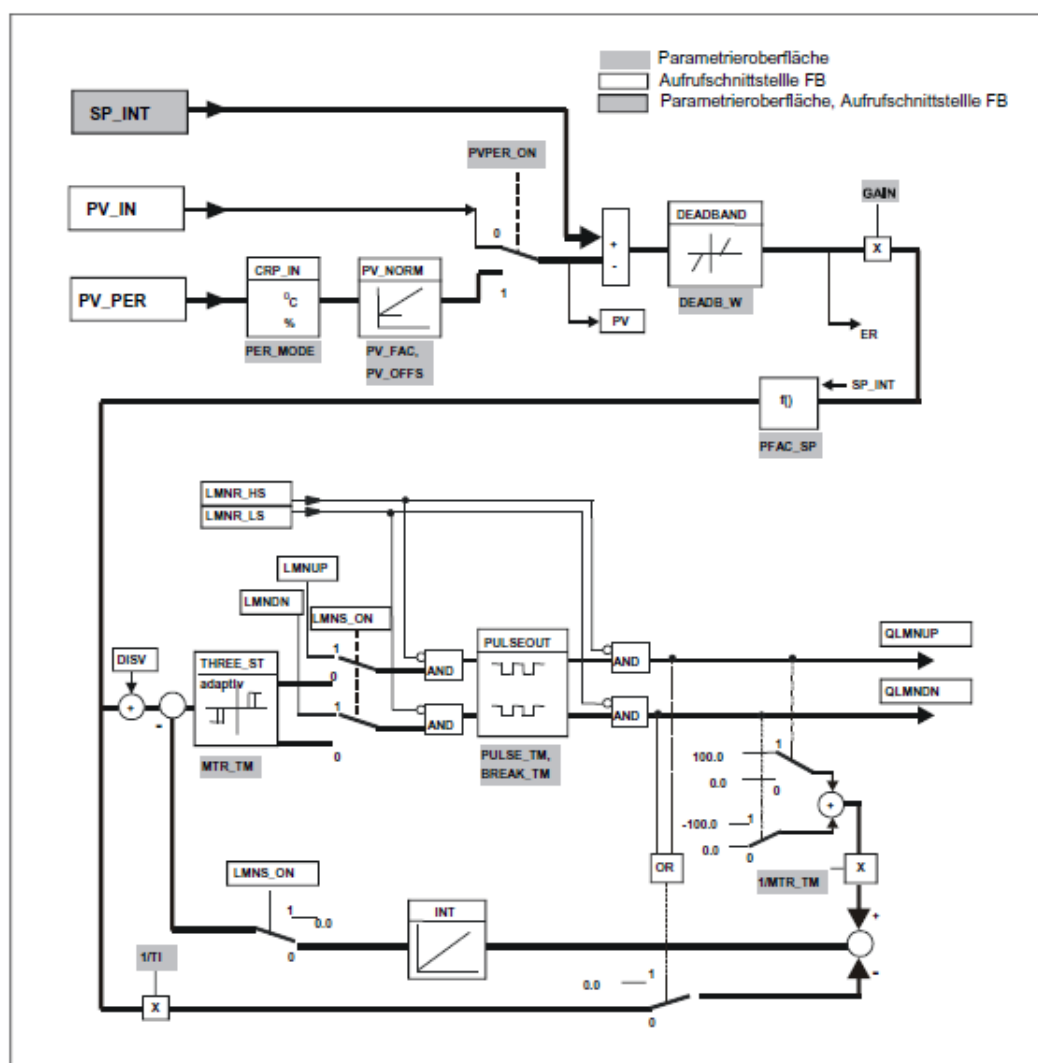 Parametrieroberfläche
Aufrufschnittstellle FB
Parametrieroberfläche, Aufrufschnittstellle FB
SP_INT
PVPER_ON
GAIN
PV_IN
DEADBAND
0
+
-
X
CRP_IN
PV_NORM
PV_PER
°C
%
1
PV
DEADB_W
ER
PER_MODE
PV_FAC,
PV_OFFS
SP_INT
f()
PFAC_SP
LMNR_HS
LMNR_LS
LMNUP
LMNDN
LMNS_ON
PULSEOUT
QLMNUP
1
AND
AND
DISV
THREE_ST
adaptiv
0
QLMNDN
+
1
AND
AND
-
0
MTR_TM
PULSE_TM,
BREAK_TM
1
100.0
0.0
0
+
-100.0
1
0.0
0
OR
LMNS_ON
1/MTR_TM
X
1
0.0
INT
+
0
1/TI
-
0.0
1
X
0